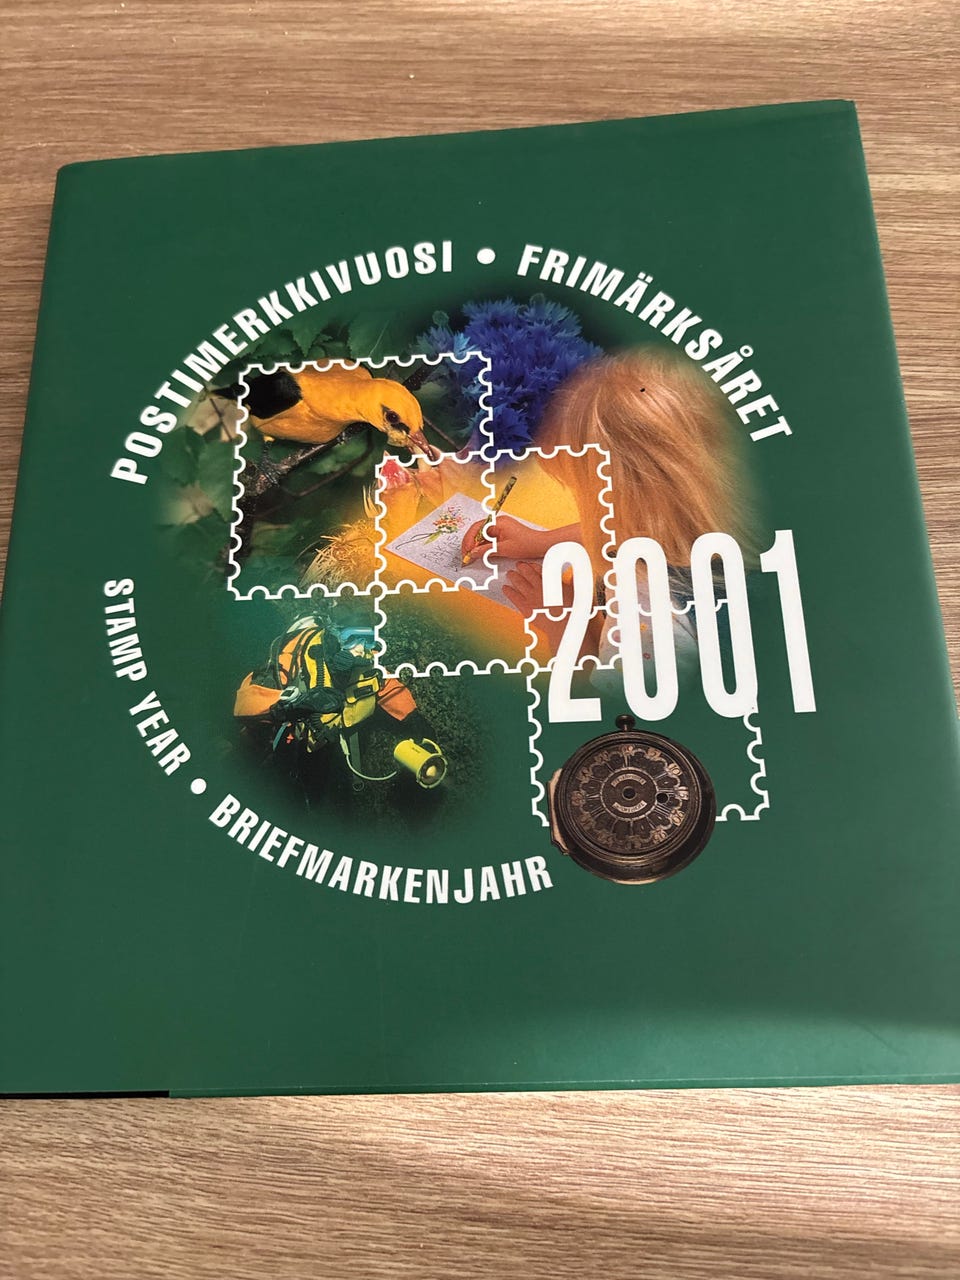 POSTIMERKKIVUOSI • FRIMÄRKSÅRET
STAMP YEAR • BRIEFMARKENJAHR
2001